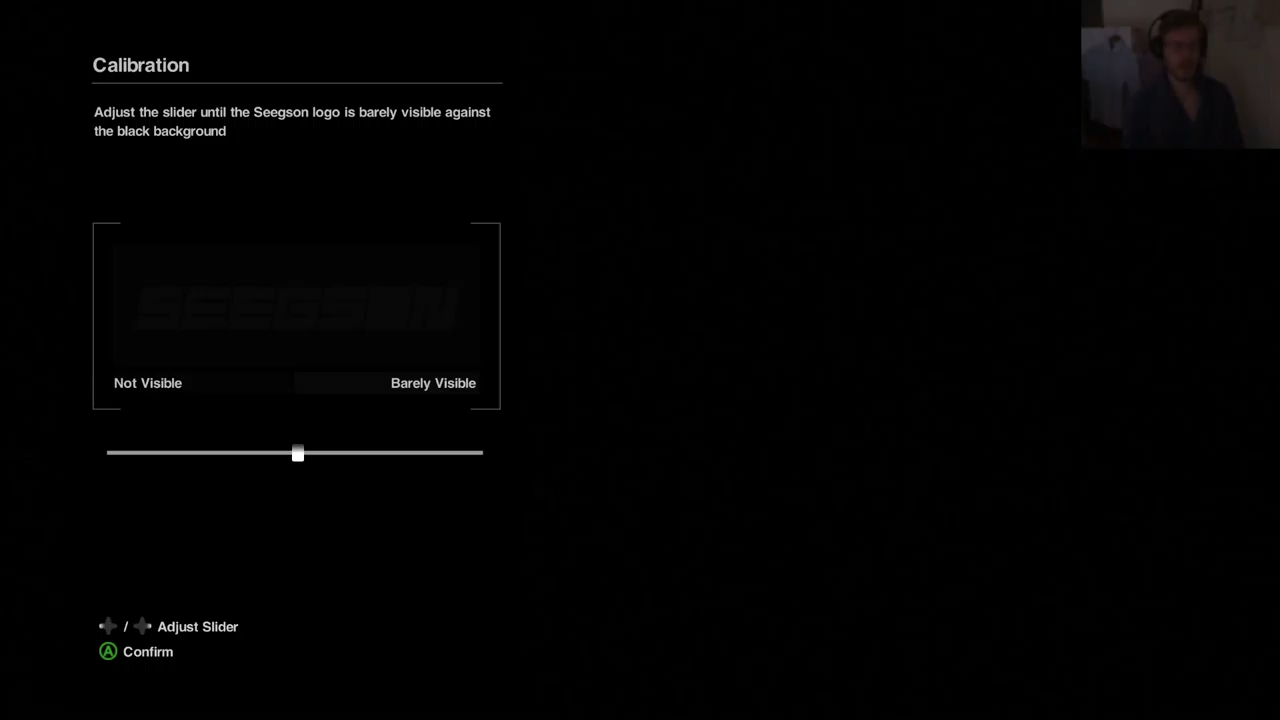 Calibration
Adjust the slider until the Seegson logo is barely visible against
the black background
SEEGSON
Not Visible
Barely Visible
/ Adjust Slider
A Confirm